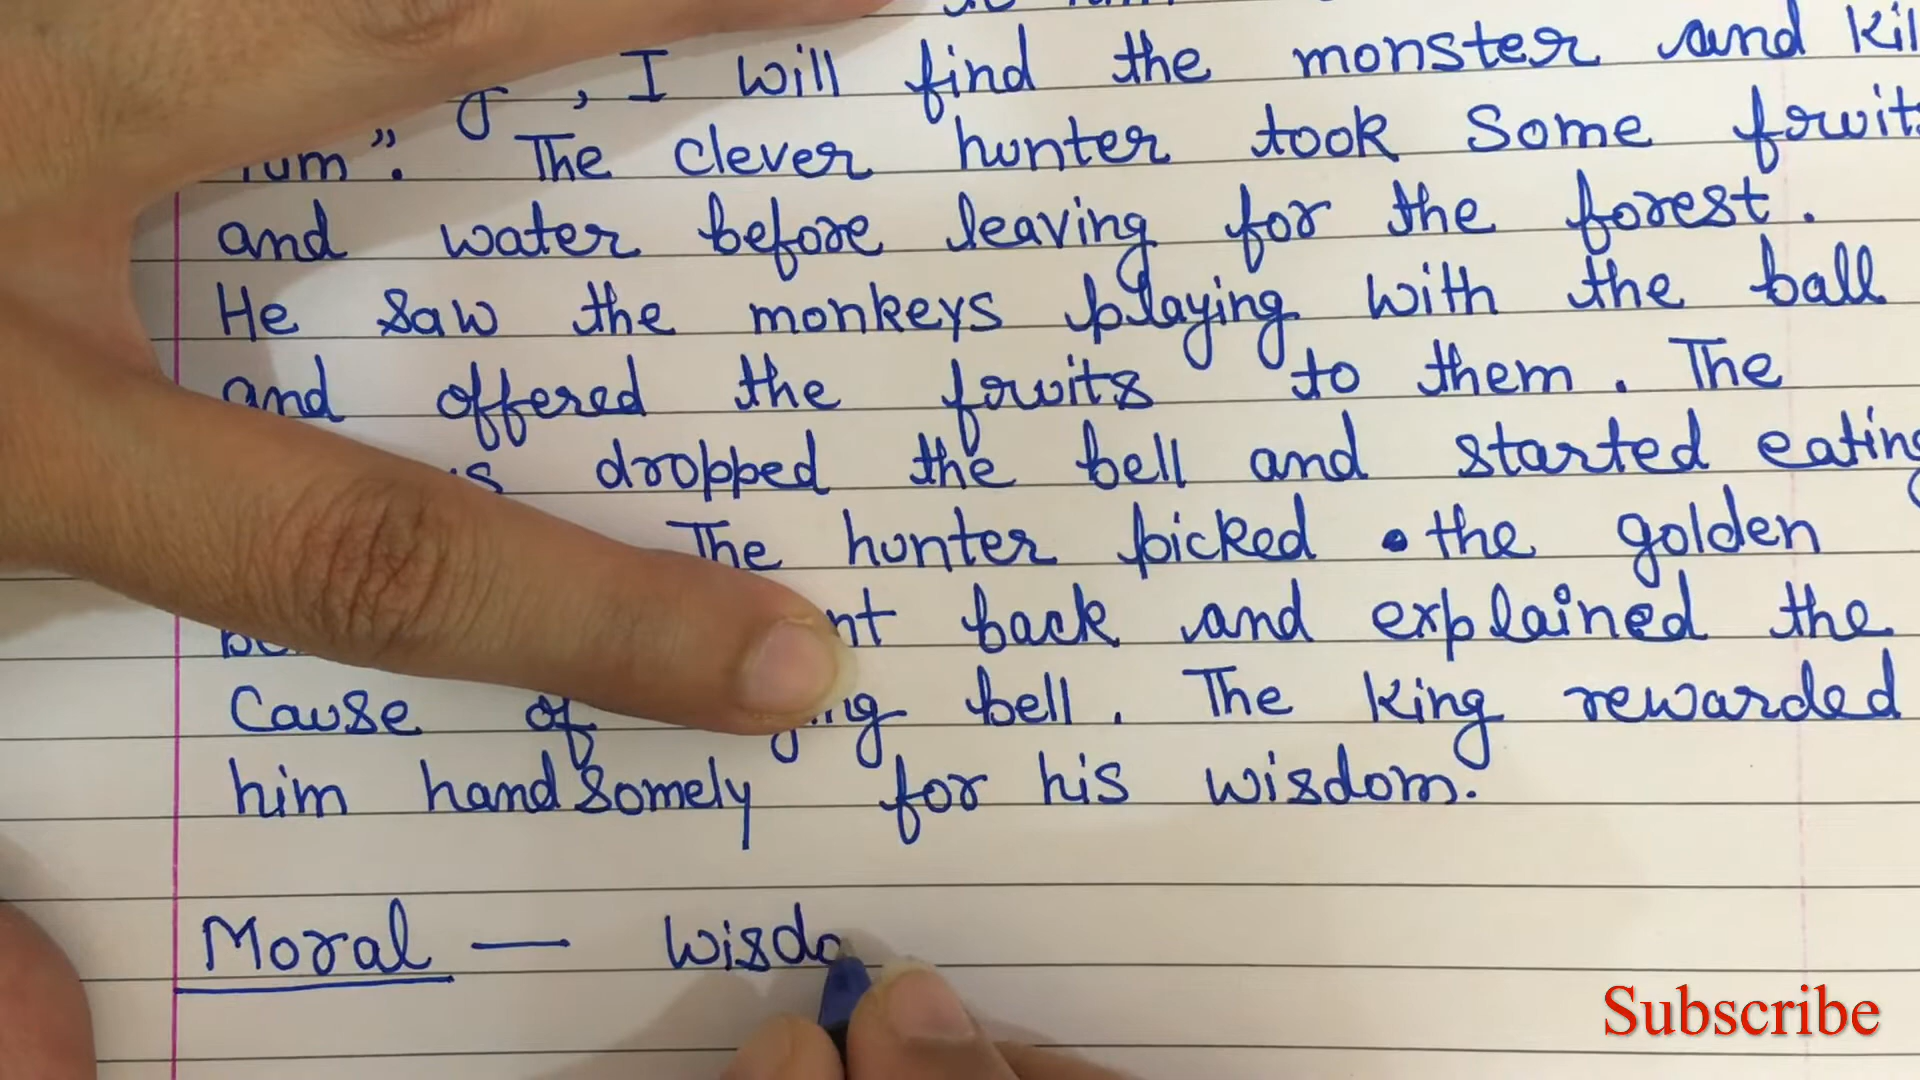 , I will find the monster and kil
". The clever hunter took some fruits
and water before leaving for the forest.
He saw the monkeys playing with the ball
and offered the fruits to them. The
dropped the bell and started eating
The hunter picked the golden
back and explained the
Cause of bell. The king rewarded
him handsomely for his wisdom.
Moral — Wisdo
Subscribe